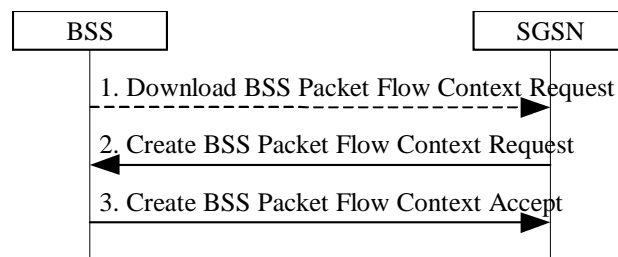 BSS
SGSN
1. Download BSS Packet Flow Context Request
2. Create BSS Packet Flow Context Request
3. Create BSS Packet Flow Context Accept